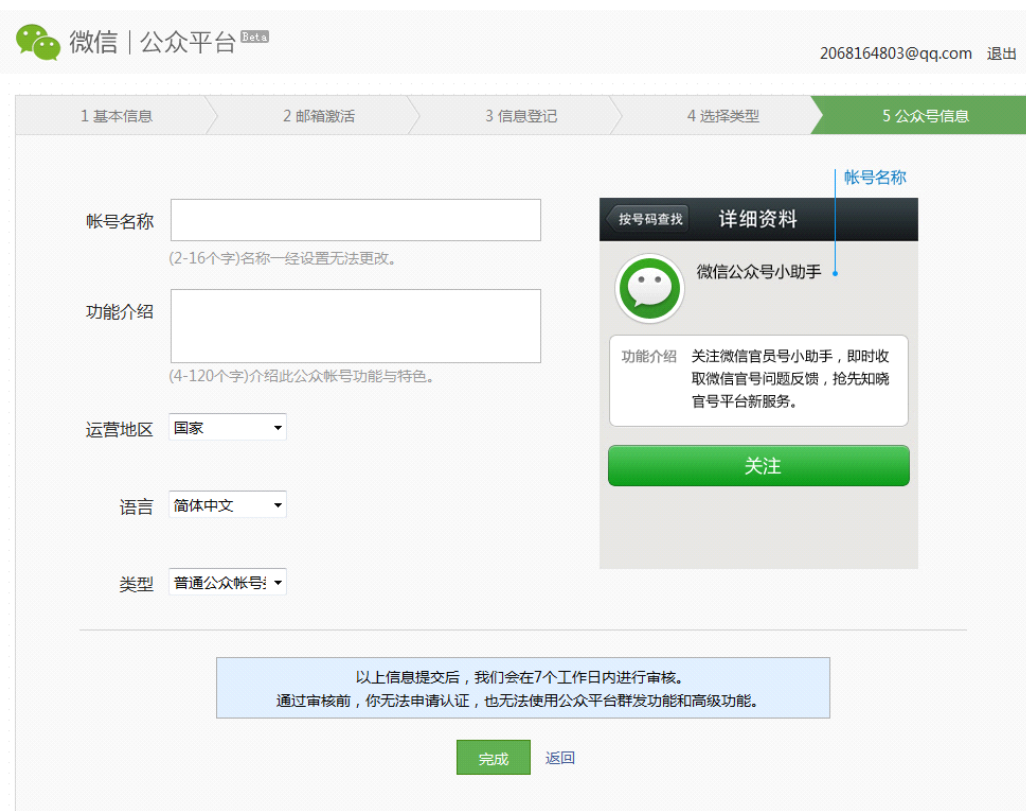 微信 | 公众平台 Beta
2068164803@qq.com 退出
1 基本信息
2 邮箱激活
3 信息登记
4 选择类型
5 公众号信息
帐号名称
(2-16个字)名称一经设置无法更改。
功能介绍
(4-120个字)介绍此公众帐号功能与特色。
运营地区 国家
语言 简体中文
类型 普通公众帐号
帐号名称
按号码查找 详细资料
微信公众号小助手
功能介绍 关注微信官员号小助手，即时收
取微信官号问题反馈，抢先知晓
官号平台新服务。
关注
以上信息提交后，我们会在7个工作日内进行审核。
通过审核前，你无法申请认证，也无法使用公众平台群发功能和高级功能。
完成 返回